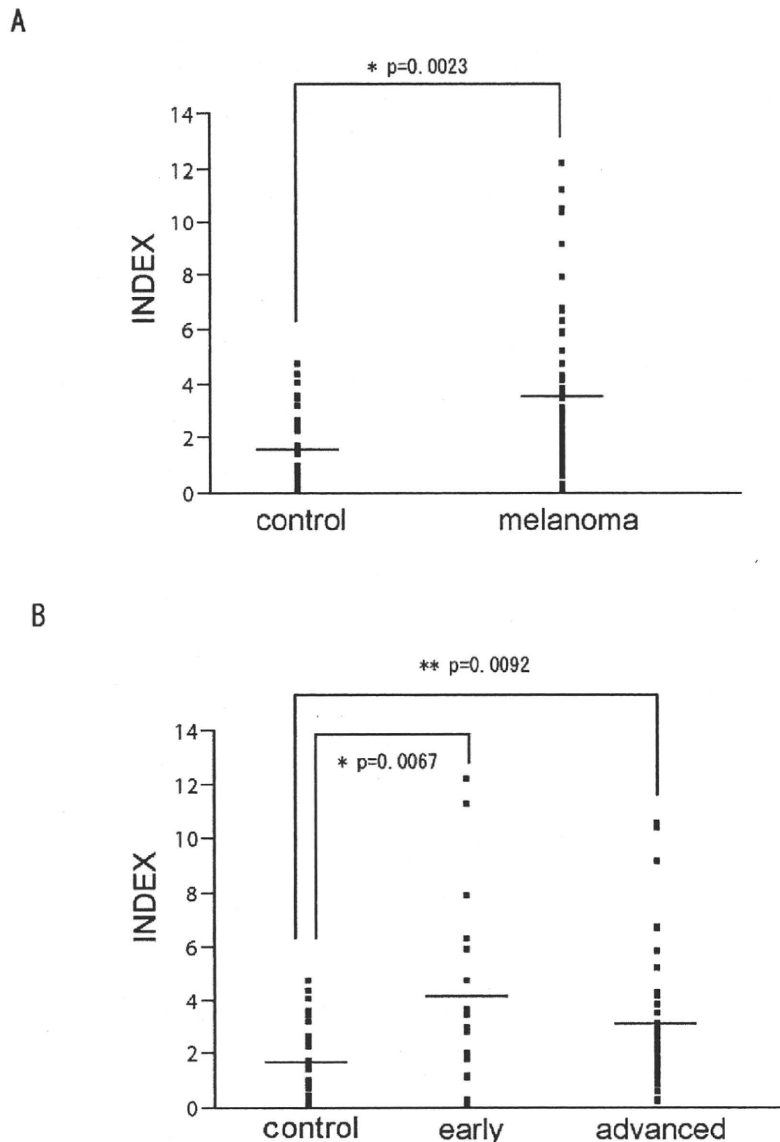 A
* p=0.0023
14
12
10
8
6
4
2
0
INDEX
control melanoma
B
** p=0.0092
* p=0.0067
14
12
10
8
6
4
2
0
INDEX
control early advanced